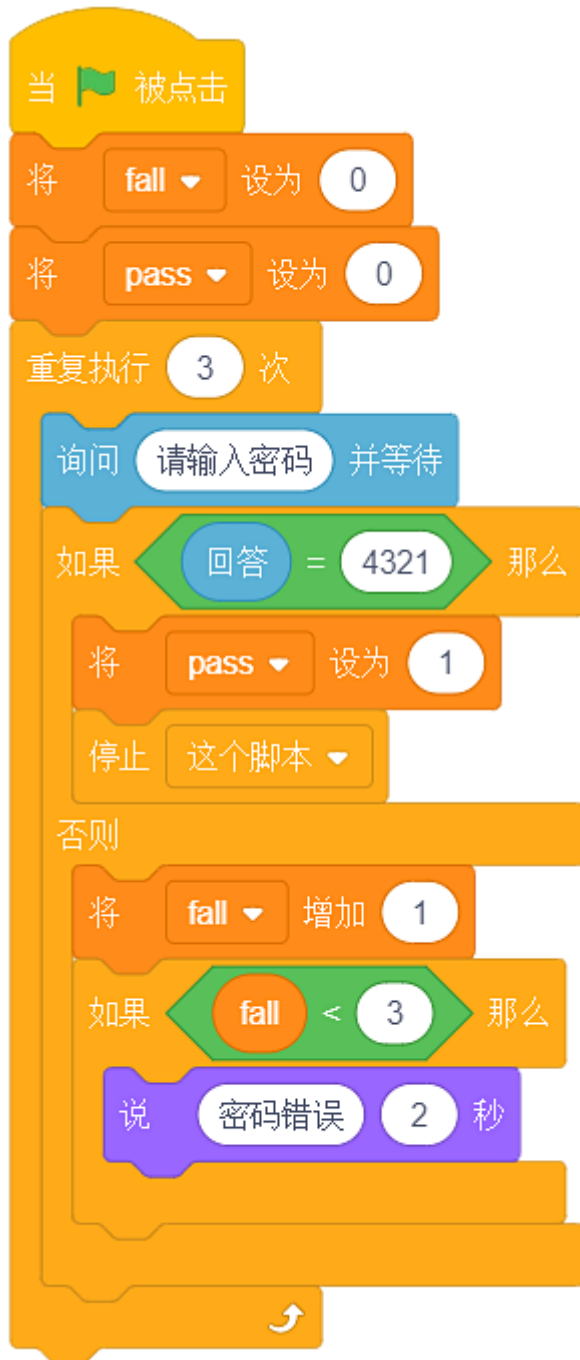 当 被点击
将 fall 设为 0
将 pass 设为 0
重复执行 3 次
询问 请输入密码 并等待
如果 回答 = 4321 那么
将 pass 设为 1
停止 这个脚本
否则
将 fall 增加 1
如果 fall < 3 那么
说 密码错误 2 秒